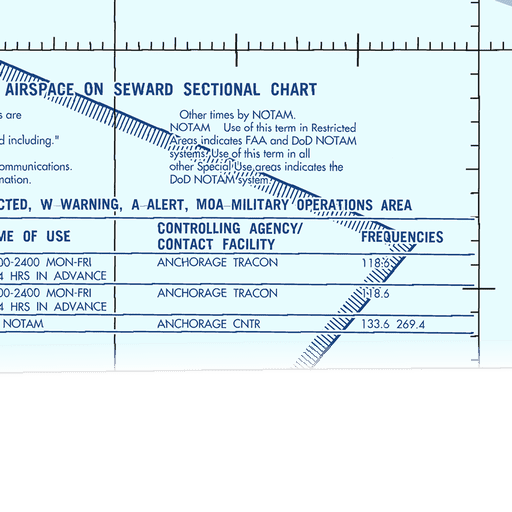 AIRSPACE ON SEWARD SECTIONAL CHART
s are
Other times by NOTAM.
NOTAM Use of this term in Restricted
d including."
Areas indicates FAA and DoD NOTAM
systems. Use of this term in all
ommunications.
other Special Use areas indicates the
nation.
DoD NOTAM system.
CTED, W WARNING, A ALERT, MOA MILITARY OPERATIONS AREA
ME OF USE
CONTROLLING AGENCY/
CONTACT FACILITY
FREQUENCIES
00-2400 MON-FRI
4 HRS IN ADVANCE
ANCHORAGE TRACON
118.6
00-2400 MON-FRI
4 HRS IN ADVANCE
ANCHORAGE TRACON
118.6
NOTAM
ANCHORAGE CNTR
133.6 269.4